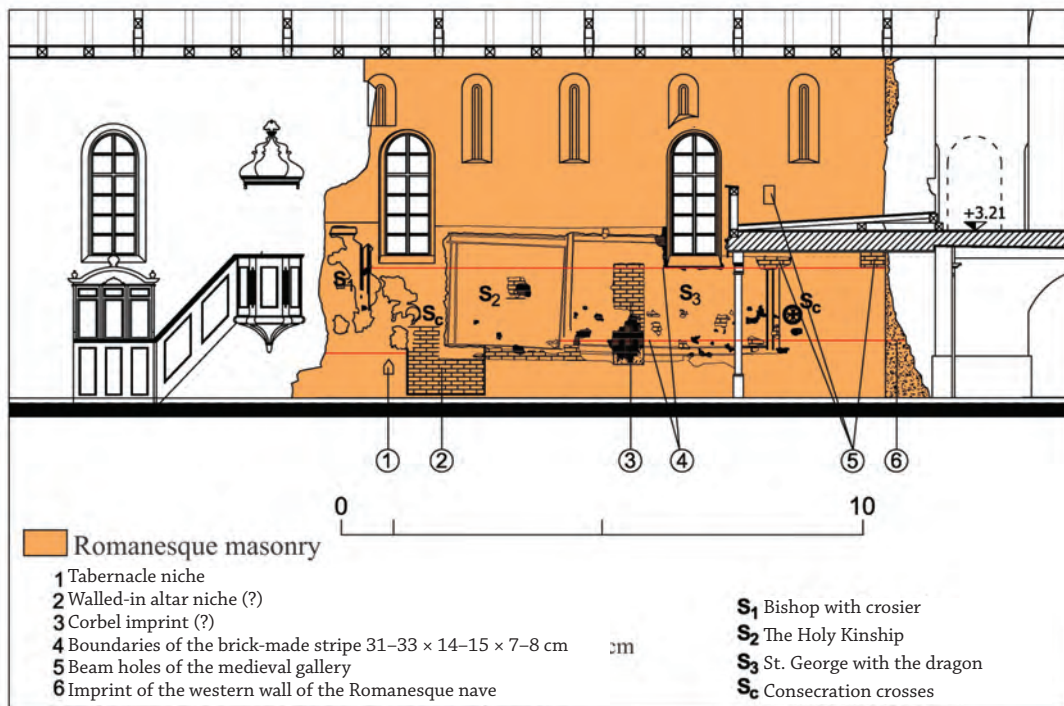 +3.21
S1
Sc
S2
S3
Sc
1
2
3
4
5
6
0
10
Romanesque masonry
1 Tabernacle niche
2 Walled-in altar niche (?)
3 Corbel imprint (?)
4 Boundaries of the brick-made stripe 31–33 × 14–15 × 7–8 cm
cm
5 Beam holes of the medieval gallery
6 Imprint of the western wall of the Romanesque nave
S1 Bishop with crosier
S2 The Holy Kinship
S3 St. George with the dragon
Sc Consecration crosses